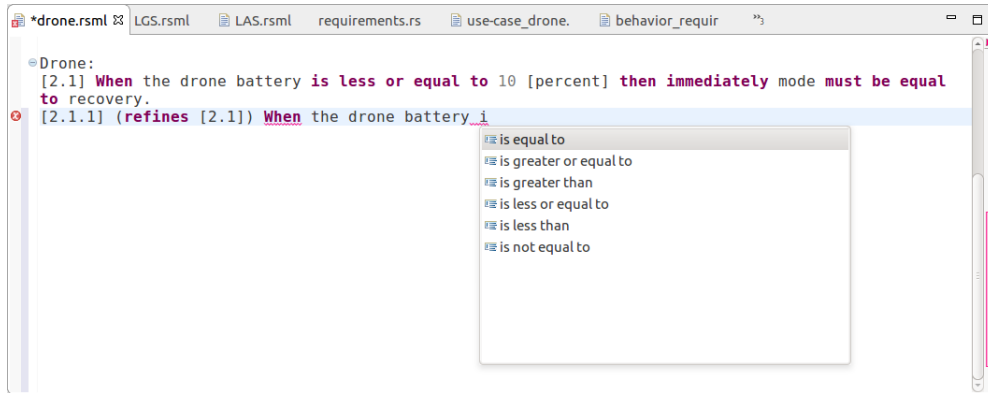 *drone.rsml LGS.rsml LAS.rsml requirements.rs use-case_drone. behavior_requir »3
Drone:
[2.1] When the drone battery is less or equal to 10 [percent] then immediately mode must be equal
to recovery.
[2.1.1] (refines [2.1]) When the drone battery i
is equal to
is greater or equal to
is greater than
is less or equal to
is less than
is not equal to